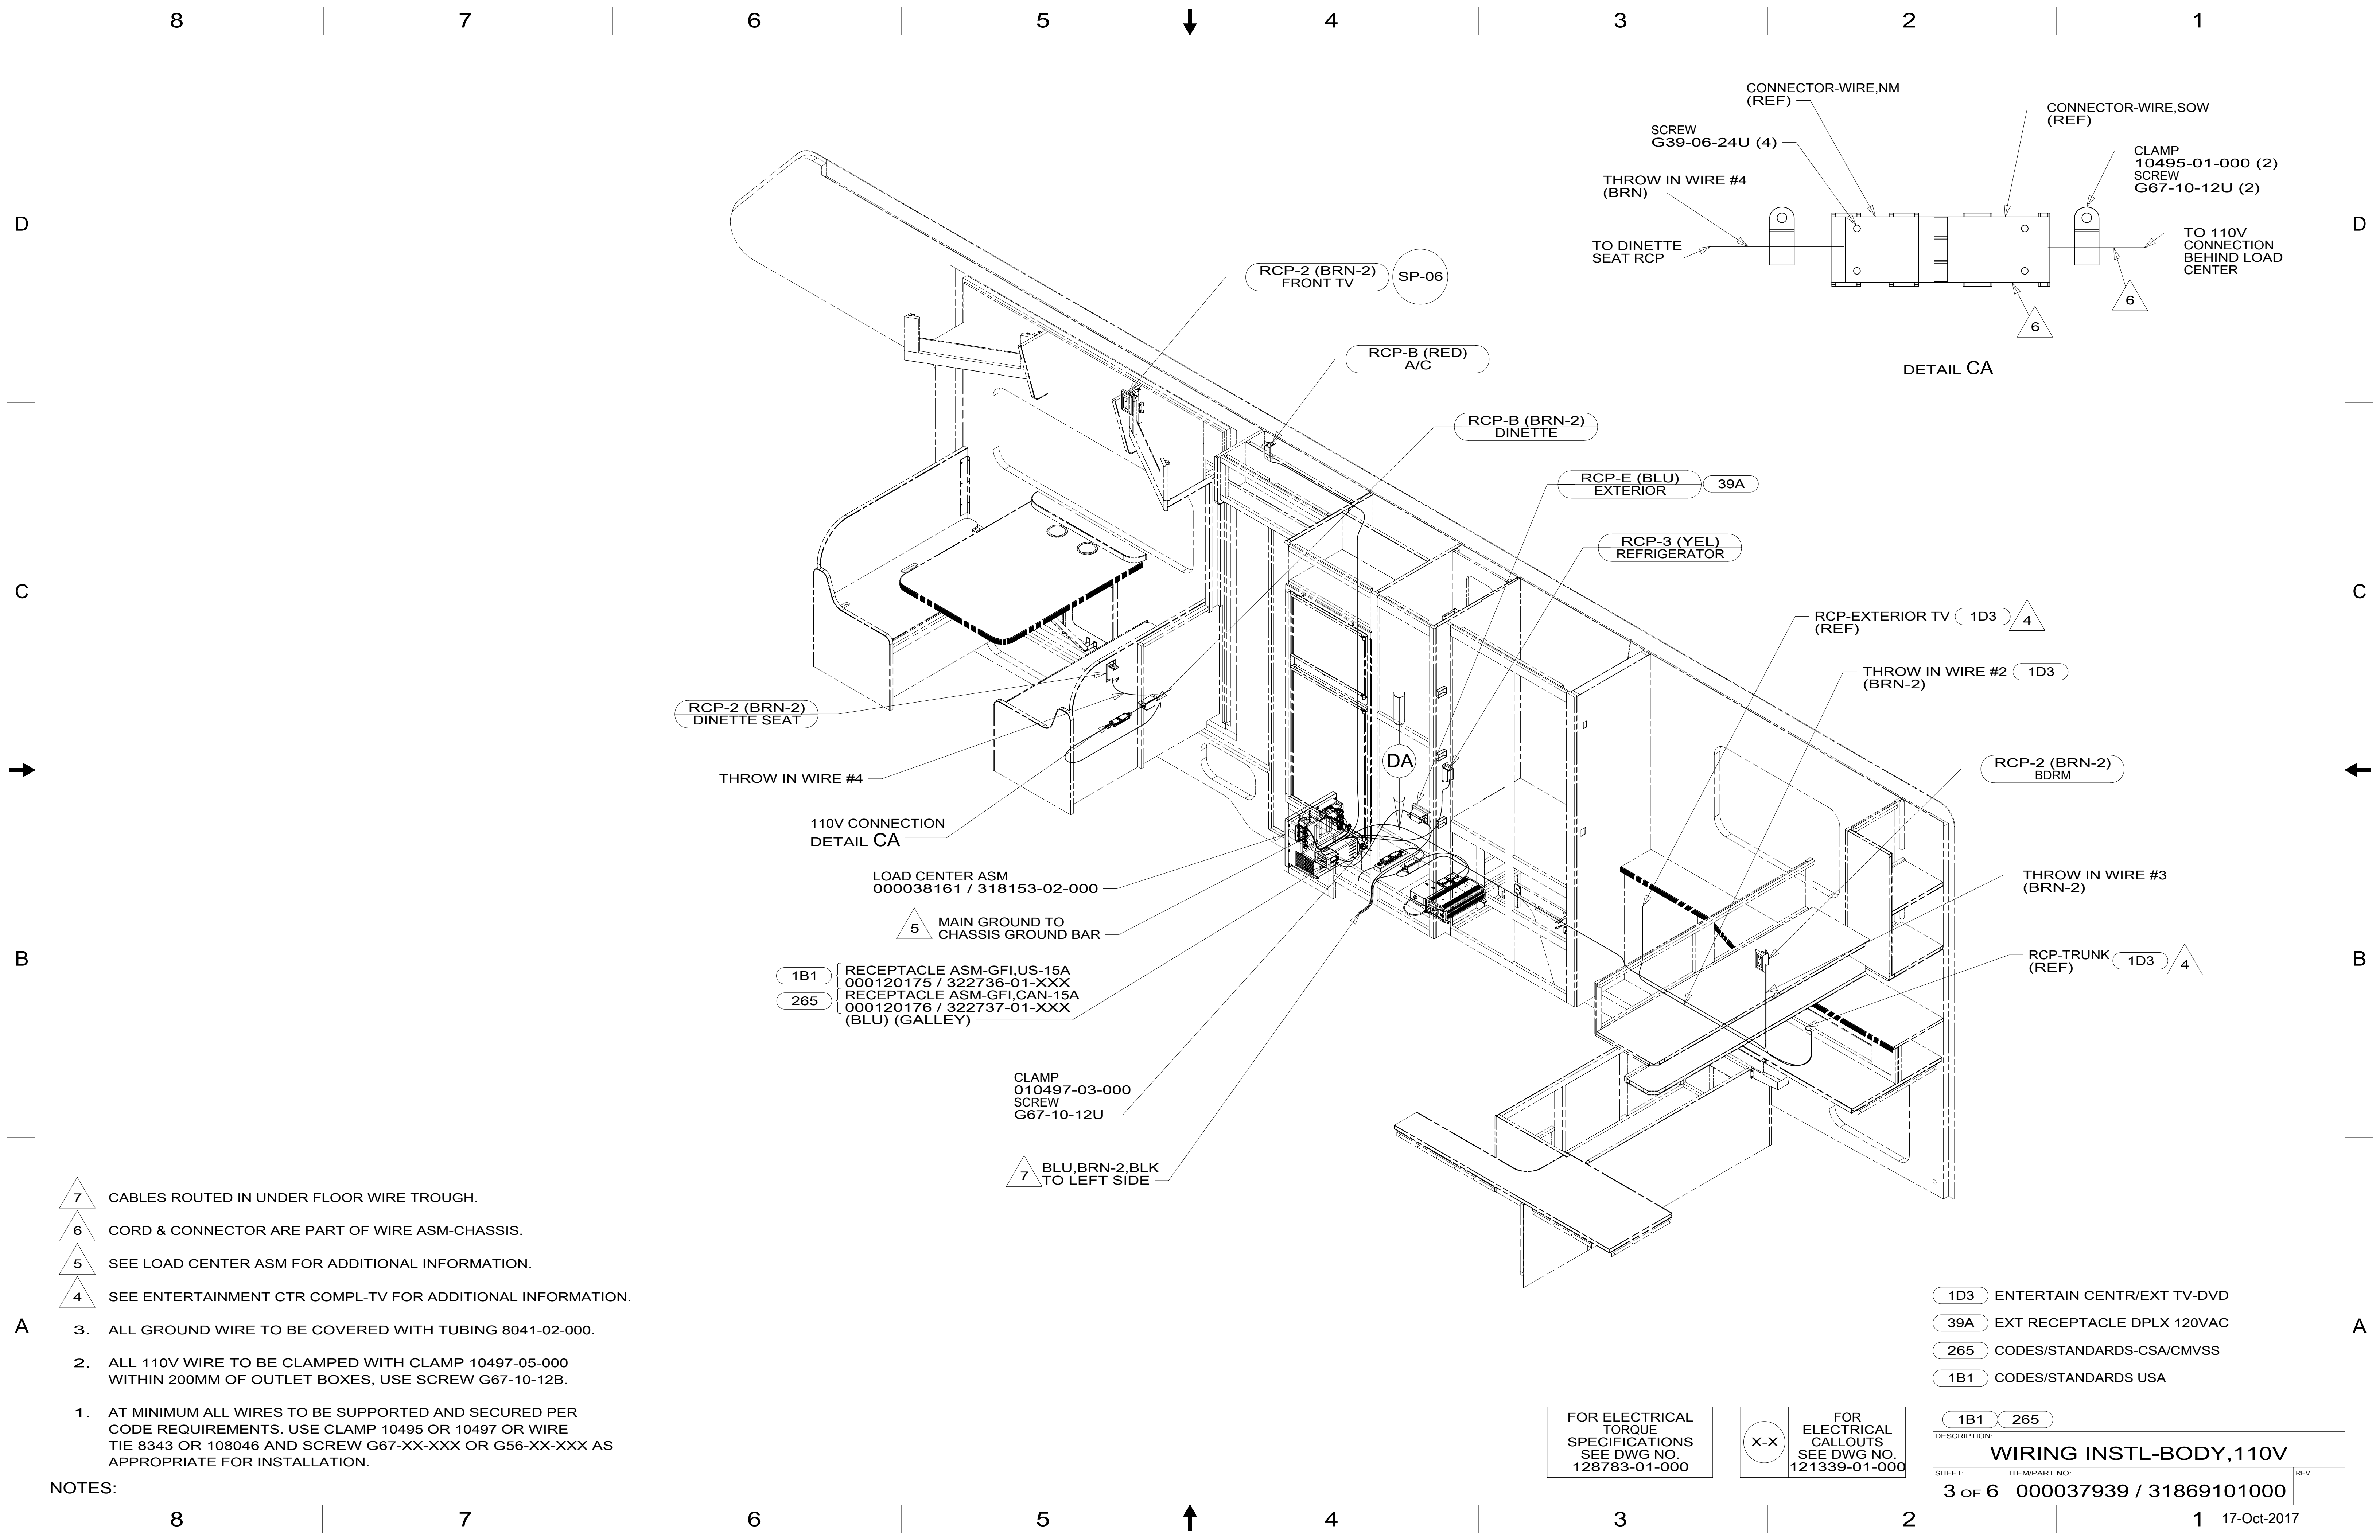 8 7 6 5 4 3 2 1
CONNECTOR-WIRE,NM
(REF)
CONNECTOR-WIRE,SOW
(REF)
SCREW
G39-06-24U (4)
CLAMP
10495-01-000 (2)
SCREW
G67-10-12U (2)
THROW IN WIRE #4
(BRN)
D
D
TO DINETTE
SEAT RCP
TO 110V
CONNECTION
BEHIND LOAD
CENTER
6
6
DETAIL CA
RCP-2 (BRN-2)
FRONT TV
SP-06
RCP-B (RED)
A/C
RCP-B (BRN-2)
DINETTE
RCP-E (BLU)
EXTERIOR
39A
RCP-3 (YEL)
REFRIGERATOR
C
C
RCP-EXTERIOR TV 1D3 4
(REF)
THROW IN WIRE #2 1D3
(BRN-2)
RCP-2 (BRN-2)
DINETTE SEAT
THROW IN WIRE #4
DA
RCP-2 (BRN-2)
BDRM
110V CONNECTION
DETAIL CA
LOAD CENTER ASM
000038161 / 318153-02-000
THROW IN WIRE #3
(BRN-2)
5 MAIN GROUND TO
CHASSIS GROUND BAR
B
B
RCP-TRUNK 1D3 4
(REF)
1B1 RECEPTACLE ASM-GFI,US-15A
000120175 / 322736-01-XXX
265 RECEPTACLE ASM-GFI,CAN-15A
000120176 / 322737-01-XXX
(BLU) (GALLEY)
CLAMP
010497-03-000
SCREW
G67-10-12U
7 BLU,BRN-2,BLK
TO LEFT SIDE
7 CABLES ROUTED IN UNDER FLOOR WIRE TROUGH.
6 CORD & CONNECTOR ARE PART OF WIRE ASM-CHASSIS.
5 SEE LOAD CENTER ASM FOR ADDITIONAL INFORMATION.
4 SEE ENTERTAINMENT CTR COMPL-TV FOR ADDITIONAL INFORMATION.
A
A
3. ALL GROUND WIRE TO BE COVERED WITH TUBING 8041-02-000.
2. ALL 110V WIRE TO BE CLAMPED WITH CLAMP 10497-05-000
WITHIN 200MM OF OUTLET BOXES, USE SCREW G67-10-12B.
1. AT MINIMUM ALL WIRES TO BE SUPPORTED AND SECURED PER
CODE REQUIREMENTS. USE CLAMP 10495 OR 10497 OR WIRE
TIE 8343 OR 108046 AND SCREW G67-XX-XXX OR G56-XX-XXX AS
APPROPRIATE FOR INSTALLATION.
NOTES:
1D3 ENTERTAIN CENTR/EXT TV-DVD
39A EXT RECEPTACLE DPLX 120VAC
265 CODES/STANDARDS-CSA/CMVSS
1B1 CODES/STANDARDS USA
FOR ELECTRICAL
TORQUE
SPECIFICATIONS
SEE DWG NO.
128783-01-000
X-X
FOR
ELECTRICAL
CALLOUTS
SEE DWG NO.
121339-01-000
1B1 265
DESCRIPTION:
WIRING INSTL-BODY,110V
SHEET: ITEM/PART NO: REV
3 OF 6 000037939 / 31869101000
8 7 6 5 4 3 2 1
17-Oct-2017